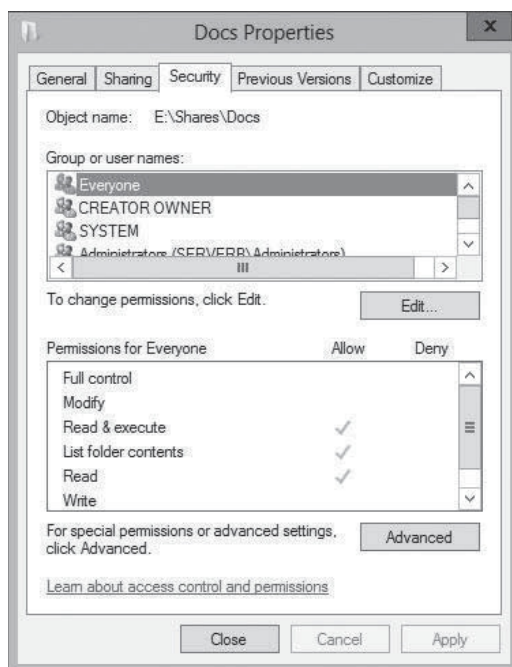 Docs Properties
x
General Sharing Security Previous Versions Customize
Object name: E:\Shares\Docs
Group or user names:
Everyone
CREATOR OWNER
SYSTEM
Administrators (SERVERB\Administrators)
To change permissions, click Edit.
Edit...
Permissions for Everyone Allow Deny
Full control
Modify
Read & execute
List folder contents
Read
Write
For special permissions or advanced settings,
click Advanced.
Advanced
Learn about access control and permissions
Close Cancel Apply